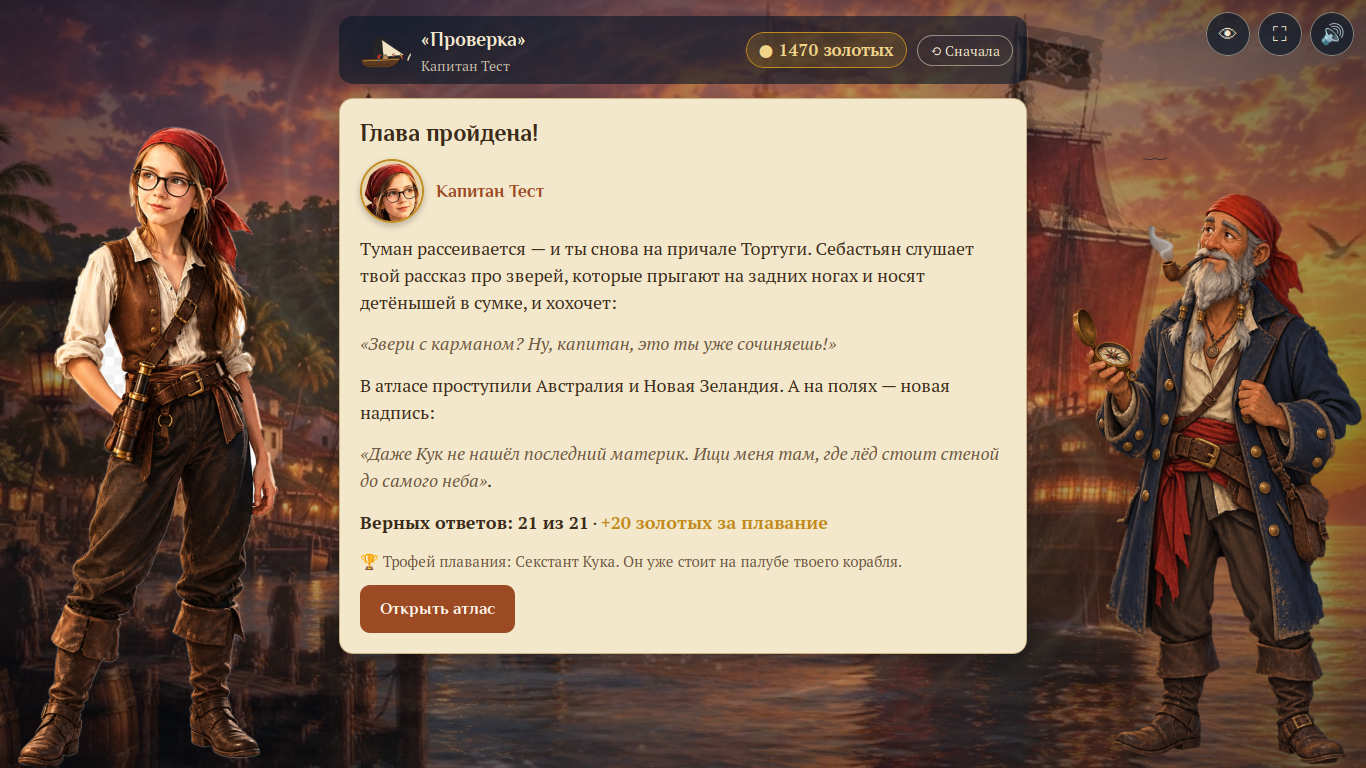 «Проверка»
Капитан Тест
1470 золотых
⟲ Сначала
Глава пройдена!
Капитан Тест
Туман рассеивается — и ты снова на причале Тортуги. Себастьян слушает
твой рассказ про зверей, которые прыгают на задних ногах и носят
детёнышей в сумке, и хохочет:
«Звери с карманом? Ну, капитан, это ты уже сочиняешь!»
В атласе проступили Австралия и Новая Зеландия. А на полях — новая
надпись:
«Даже Кук не нашёл последний материк. Ищи меня там, где лёд стоит стеной
до самого неба».
Верных ответов: 21 из 21 · +20 золотых за плавание
🏆 Трофей плавания: Секстант Кука. Он уже стоит на палубе твоего корабля.
Открыть атлас